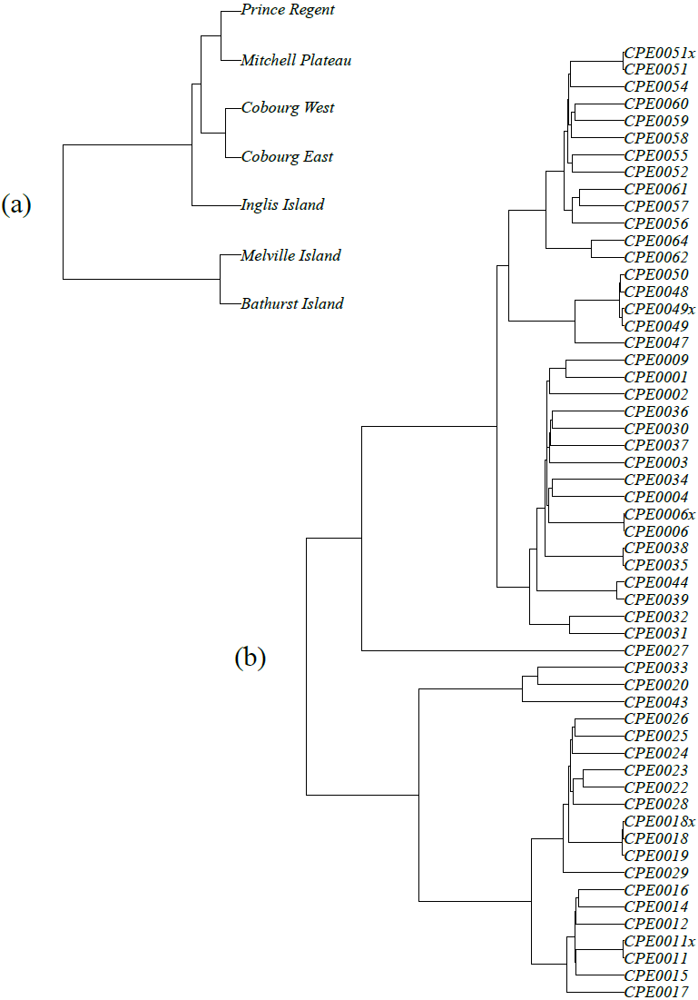 Prince Regent
Mitchell Plateau
Cobourg West
Cobourg East
(a)
Inglis Island
Melville Island
Bathurst Island
CPE0051x
CPE0051
CPE0054
CPE0060
CPE0059
CPE0058
CPE0055
CPE0052
CPE0061
CPE0057
CPE0056
CPE0064
CPE0062
CPE0050
CPE0048
CPE0049x
CPE0049
CPE0047
CPE0009
CPE0001
CPE0002
CPE0036
CPE0030
CPE0037
CPE0003
CPE0034
CPE0004
CPE0006x
CPE0006
CPE0038
CPE0035
CPE0044
CPE0039
CPE0032
CPE0031
CPE0027
(b)
CPE0033
CPE0020
CPE0043
CPE0026
CPE0025
CPE0024
CPE0023
CPE0022
CPE0028
CPE0018x
CPE0018
CPE0019
CPE0029
CPE0016
CPE0014
CPE0012
CPE0011x
CPE0011
CPE0015
CPE0017